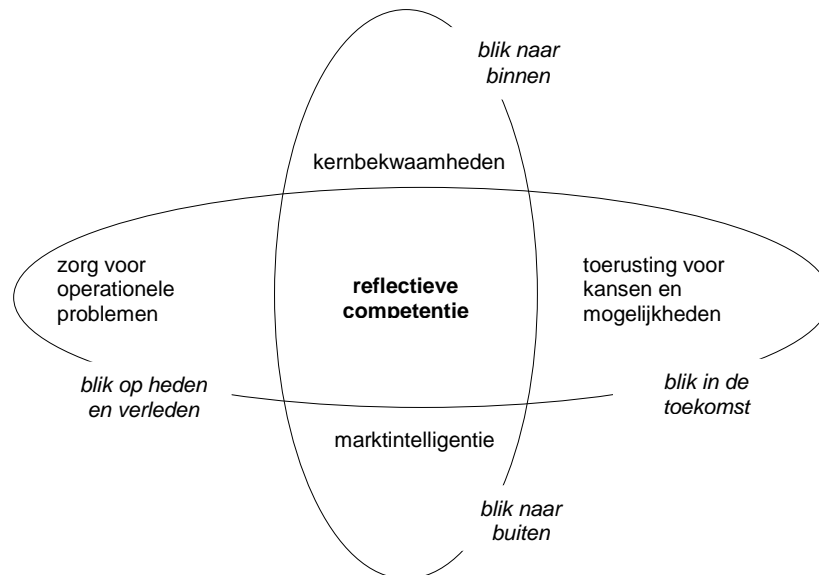 blik naar
binnen
kernbekwaamheden
zorg voor
operationele
problemen
reflectieve
competentie
toerusting voor
kansen en
mogelijkheden
blik op heden
en verleden
blik in de
toekomst
marktintelligentie
blik naar
buiten